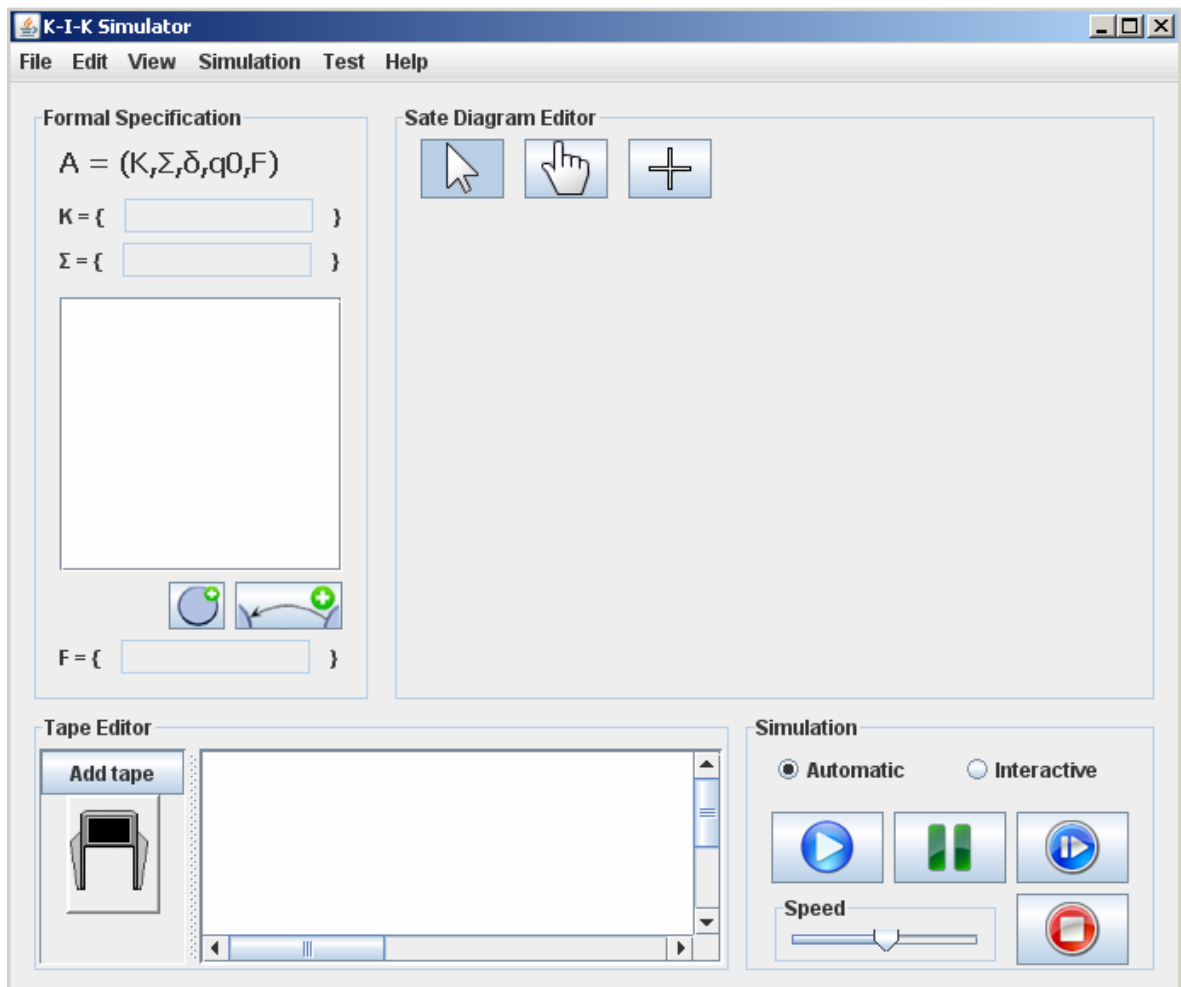 K-I-K Simulator
File Edit View Simulation Test Help
Formal Specification
A = (K,Σ,δ,q0,F)
K = { }
Σ = { }
F = { }
Sate Diagram Editor
Tape Editor
Add tape
Simulation
Automatic Interactive
Speed